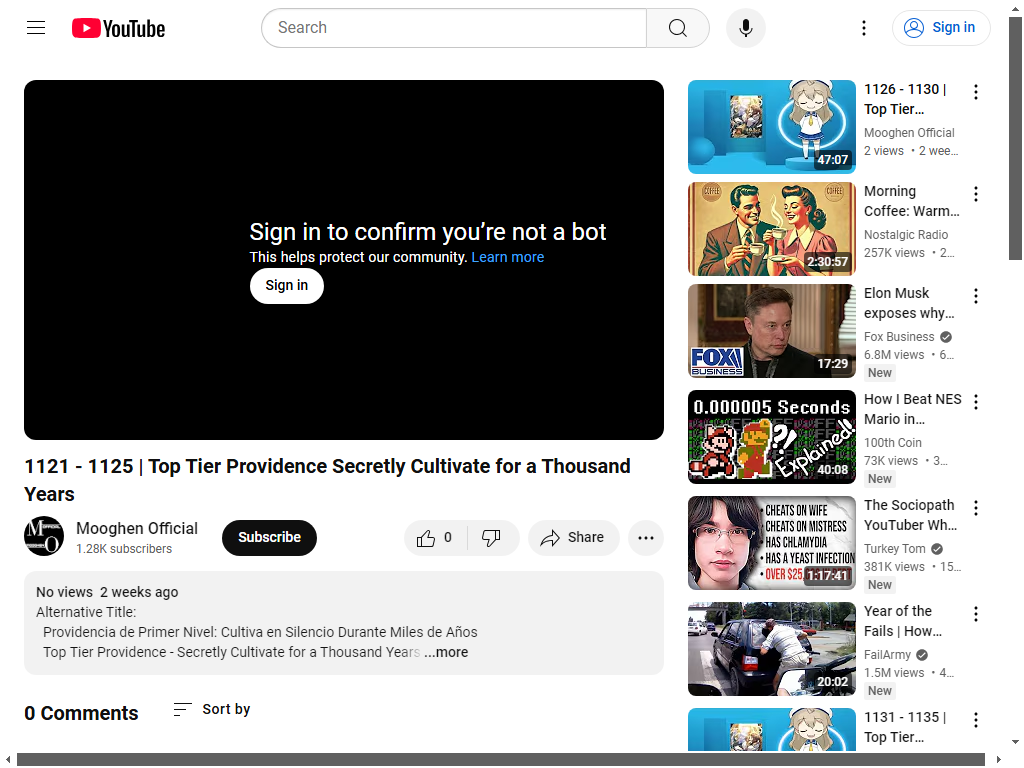 YouTube
Search
Sign in
Sign in to confirm you’re not a bot
This helps protect our community. Learn more
Sign in
1121 - 1125 | Top Tier Providence Secretly Cultivate for a Thousand
Years
Mooghen Official
1.28K subscribers
Subscribe
0
Share
No views 2 weeks ago
Alternative Title:
Providencia de Primer Nivel: Cultiva en Silencio Durante Miles de Años
Top Tier Providence - Secretly Cultivate for a Thousand Years ...more
0 Comments
Sort by
47:07
1126 - 1130 |
Top Tier…
Mooghen Official
2 views • 2 wee…
COFFEE
COFFEE
2:30:57
Morning
Coffee: Warm…
Nostalgic Radio
257K views • 2…
FOX
BUSINESS
17:29
Elon Musk
exposes why…
Fox Business
6.8M views • 6…
New
0.000005 Seconds
?!
Explained!
40:08
How I Beat NES
Mario in…
100th Coin
73K views • 3…
New
• CHEATS ON WIFE
CHEATS ON MISTRESS
• HAS CHLAMYDIA
• HAS A YEAST INFECTION
• OVER $25,
1:17:41
The Sociopath
YouTuber Wh…
Turkey Tom
381K views • 15…
New
20:02
Year of the
Fails | How…
FailArmy
1.5M views • 4…
New
1131 - 1135 |
Top Tier…